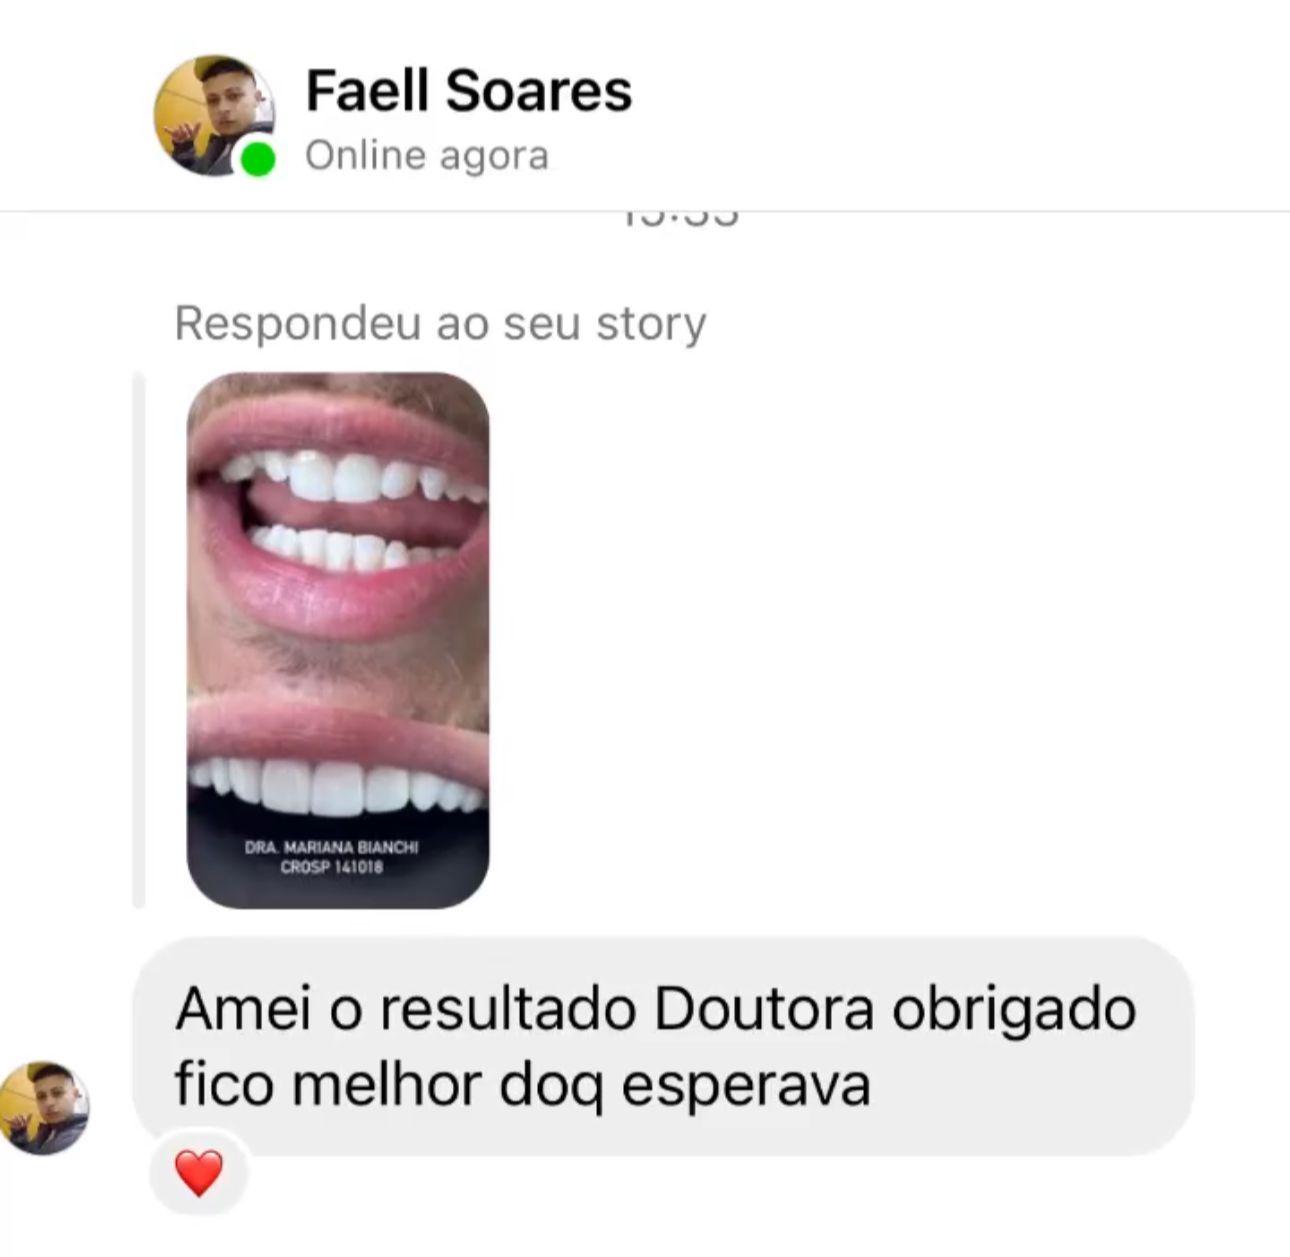 Faell Soares
Online agora
Respondeu ao seu story
DRA. MARIANA BIANCHI
CROSP 141018
Amei o resultado Doutora obrigado
fico melhor doq esperava